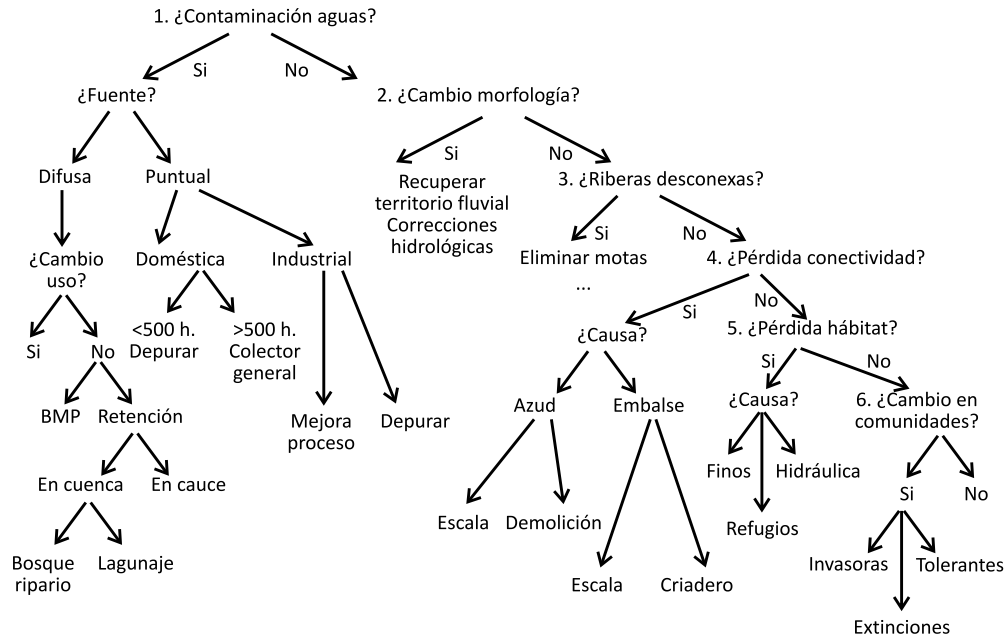 1. ¿Contaminación aguas?
Si
No
¿Fuente?
2. ¿Cambio morfología?
Si
No
Difusa
Puntual
Recuperar
territorio fluvial
Correcciones
hidrológicas
3. ¿Riberas desconexas?
Si
No
¿Cambio
uso?
Doméstica
Industrial
Eliminar motas
...
4. ¿Pérdida conectividad?
Si
No
Si
No
<500 h.
Depurar
>500 h.
Colector
general
¿Causa?
5. ¿Pérdida hábitat?
Si
No
BMP
Retención
Mejora
proceso
Depurar
Azud
Embalse
¿Causa?
6. ¿Cambio en
comunidades?
En cuenca
En cauce
Finos
Hidráulica
Si
No
Escala
Demolición
Refugios
Bosque
ripario
Lagunaje
Escala
Criadero
Invasoras
Tolerantes
Extinciones